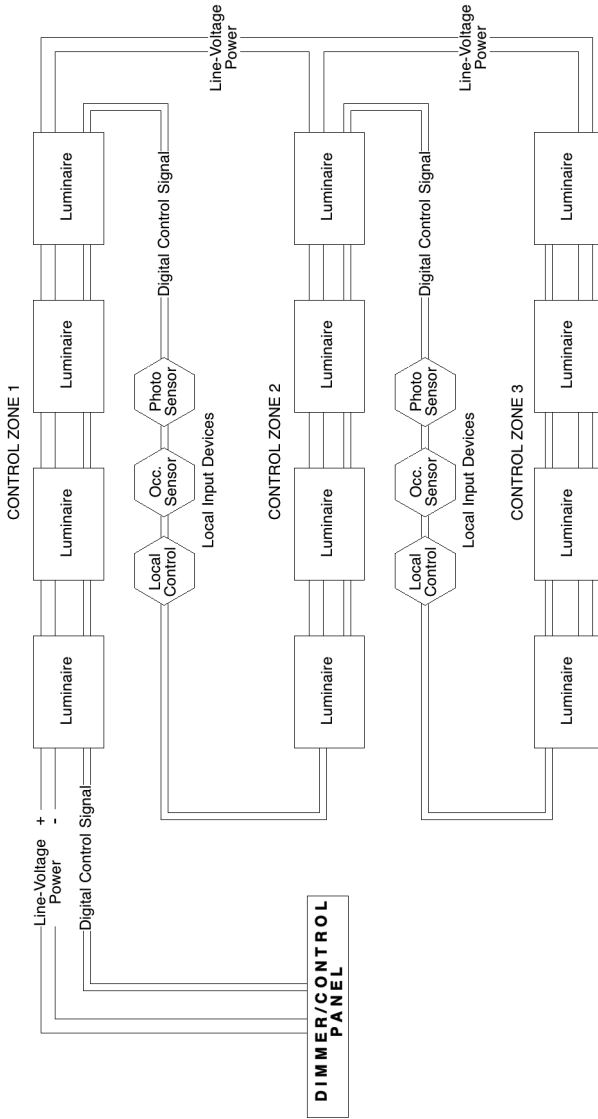 CONTROL ZONE 1
Line-Voltage +
Power -
Luminaire
Luminaire
Luminaire
Luminaire
Line-Voltage
Power
Digital Control Signal
Local
Control
Occ.
Sensor
Photo
Sensor
Digital Control Signal
Local Input Devices
CONTROL ZONE 2
DIMMER/CONTROL
PANEL
Luminaire
Luminaire
Luminaire
Luminaire
Line-Voltage
Power
Local
Control
Occ.
Sensor
Photo
Sensor
Digital Control Signal
Local Input Devices
CONTROL ZONE 3
Luminaire
Luminaire
Luminaire
Luminaire